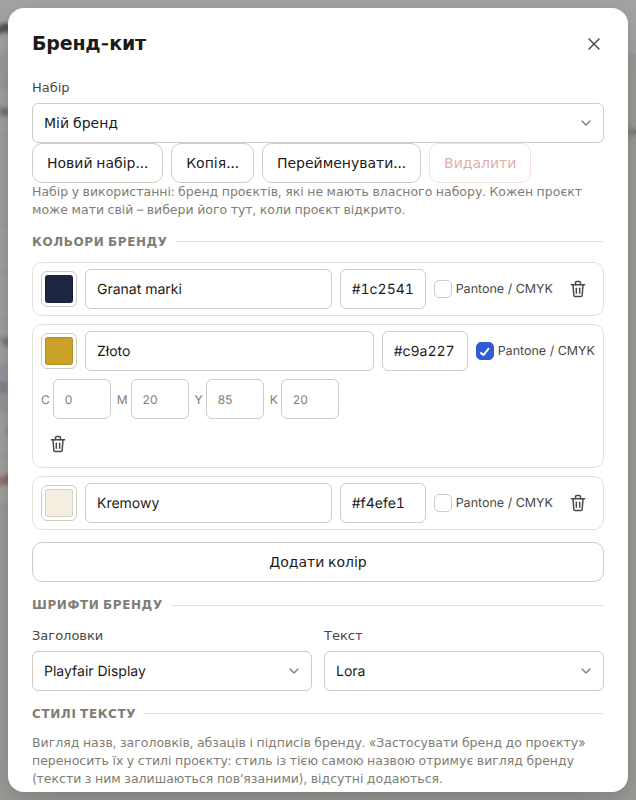 Бренд-кит
Набір
Мій бренд
Новий набір...
Копія...
Перейменувати...
Видалити
Набір у використанні: бренд проєктів, які не мають власного набору. Кожен проєкт
може мати свій – вибери його тут, коли проєкт відкрито.
КОЛЬОРИ БРЕНДУ
Granat marki
#1c2541
Pantone / CMYK
Złoto
#c9a227
Pantone / CMYK
C 0 M 20 Y 85 K 20
Kremowy
#f4efe1
Pantone / CMYK
Додати колір
ШРИФТИ БРЕНДУ
Заголовки
Текст
Playfair Display
Lora
СТИЛІ ТЕКСТУ
Вигляд назв, заголовків, абзаців і підписів бренду. «Застосувати бренд до проєкту»
переносить їх у стилі проєкту: стиль із тією самою назвою отримує вигляд бренду
(тексти з ним залишаються пов'язаними), відсутні додаються.